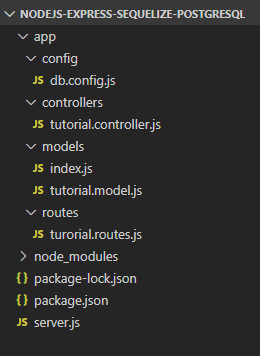 NODEJS-EXPRESS-SEQUELIZE-POSTGRESQL
app
config
JS db.config.js
controllers
JS tutorial.controller.js
models
JS index.js
JS tutorial.model.js
routes
JS turorial.routes.js
node_modules
{} package-lock.json
{} package.json
JS server.js